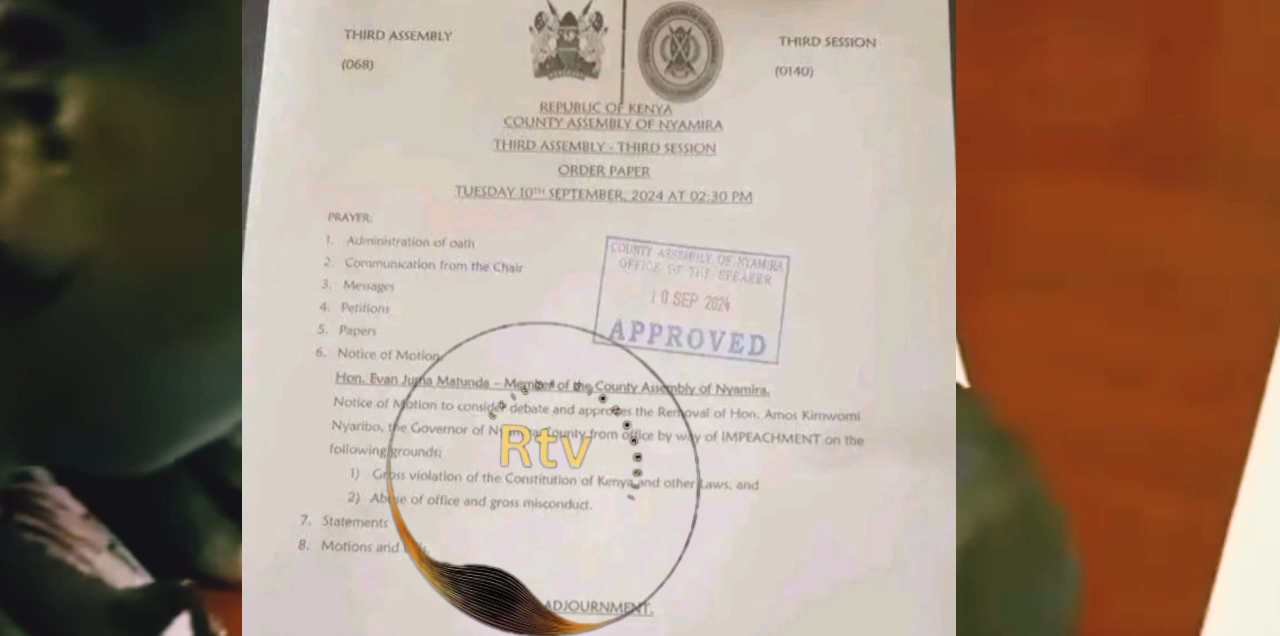 THIRD ASSEMBLY
THIRD SESSION
(068)
(0140)
REPUBLIC OF KENYA
COUNTY ASSEMBLY OF NYAMIRA
THIRD ASSEMBLY - THIRD SESSION
ORDER PAPER
TUESDAY 10TH SEPTEMBER, 2024 AT 02:30 PM
PRAYER:
1. Administration of oath
2. Communication from the Chair
3. Messages
4. Petitions
5. Papers
COUNTY ASSEMBLY OF NYAMIRA
OFFICE OF THE SPEAKER
10 SEP 2024
APPROVED
6. Notice of Motion
Hon. Evan Juma Matunda – Member of the County Assembly of Nyamira.
Notice of Motion to consider debate and approves the Removal of Hon. Amos Kimwomi
Nyaribo, the Governor of Nyamira County from office by way of IMPEACHMENT on the
following grounds;
1) Gross violation of the Constitution of Kenya and other Laws, and
2) Abuse of office and gross misconduct.
7. Statements
8. Motions and
ADJOURNMENT.
Rtv